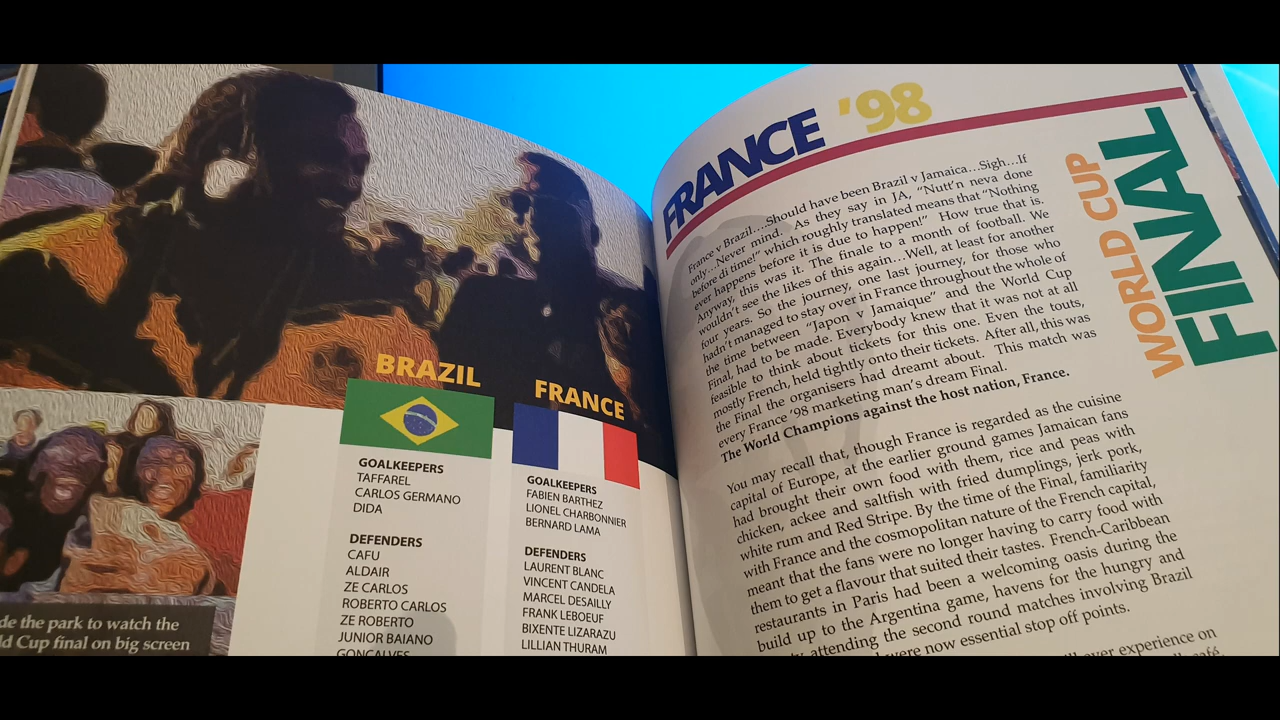 de the park to watch the
ld Cup final on big screen
BRAZIL
GOALKEEPERS
TAFFAREL
CARLOS GERMANO
DIDA
DEFENDERS
CAFU
ALDAIR
ZE CARLOS
ROBERTO CARLOS
ZE ROBERTO
JUNIOR BAIANO
GONCALVES
FRANCE
GOALKEEPERS
FABIEN BARTHEZ
LIONEL CHARBONNIER
BERNARD LAMA
DEFENDERS
LAURENT BLANC
VINCENT CANDELA
MARCEL DESAILLY
FRANK LEBOEUF
BIXENTE LIZARAZU
LILLIAN THURAM
FRANCE '98
WORLD CUP
FINAL
France v Brazil....Should have been Brazil v Jamaica...Sigh...If
only...Never mind. As they say in JA, “Nutt'n neva done
before di time!” which roughly translated means that “Nothing
ever happens before it is due to happen!” How true that is.
Anyway, this was it. The finale to a month of football. We
wouldn't see the likes of this again...Well, at least for another
four years. So the journey, one last journey, for those who
hadn't managed to stay over in France throughout the whole of
the time between “Japon v Jamaique” and the World Cup
Final, had to be made. Everybody knew that it was not at all
feasible to think about tickets for this one. Even the touts,
mostly French, held tightly onto their tickets. After all, this was
the Final the organisers had dreamt about. This match was
every France '98 marketing man's dream Final.
The World Champions against the host nation, France.
You may recall that, though France is regarded as the cuisine
capital of Europe, at the earlier ground games Jamaican fans
had brought their own food with them, rice and peas with
chicken, ackee and saltfish with fried dumplings, jerk pork,
white rum and Red Stripe. By the time of the Final, familiarity
with France and the cosmopolitan nature of the French capital,
meant that the fans were no longer having to carry food with
them to get a flavour that suited their tastes. French-Caribbean
restaurants in Paris had been a welcoming oasis during the
build up to the Argentina game, havens for the hungry and
attending the second round matches involving Brazil
were now essential stop off points.
over experience on
café,